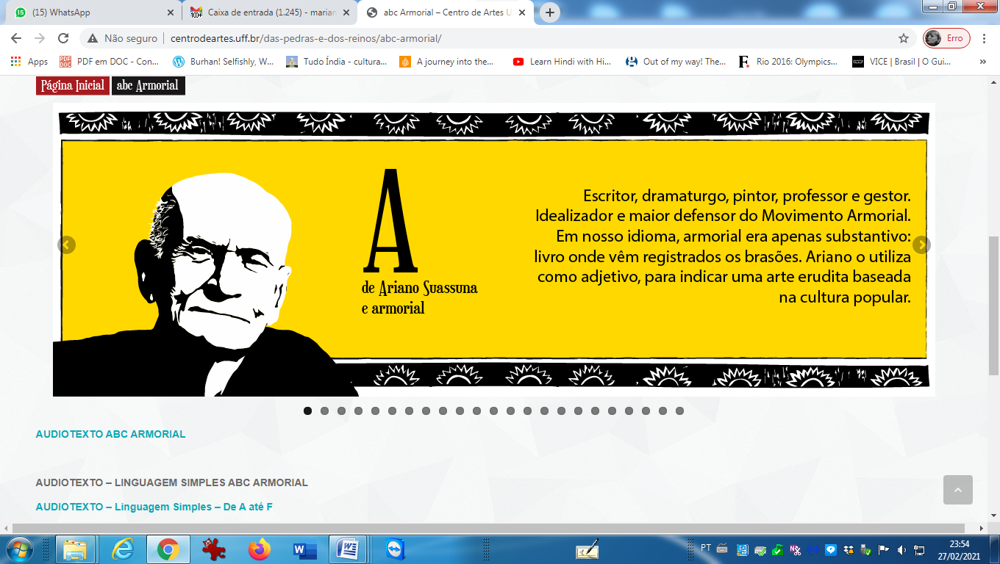 (15) WhatsApp
Caixa de entrada (1.245) - marian
abc Armorial – Centro de Artes U
Não seguro
centrodeartes.uff.br/das-pedras-e-dos-reinos/abc-armorial/
Erro
Apps
PDF em DOC - Con...
Burhan! Selfishly, W...
Tudo Índia - cultura...
A journey into the...
Learn Hindi with Hi...
Out of my way! The...
Rio 2016: Olympics...
VICE | Brasil | O Gui...
»
Página Inicial
abc Armorial
A
de Ariano Suassuna
e armorial
Escritor, dramaturgo, pintor, professor e gestor.
Idealizador e maior defensor do Movimento Armorial.
Em nosso idioma, armorial era apenas substantivo:
livro onde vêm registrados os brasões. Ariano o utiliza
como adjetivo, para indicar uma arte erudita baseada
na cultura popular.
AUDIOTEXTO ABC ARMORIAL
AUDIOTEXTO – LINGUAGEM SIMPLES ABC ARMORIAL
AUDIOTEXTO – Linguagem Simples – De A até F
PT
23:54
27/02/2021